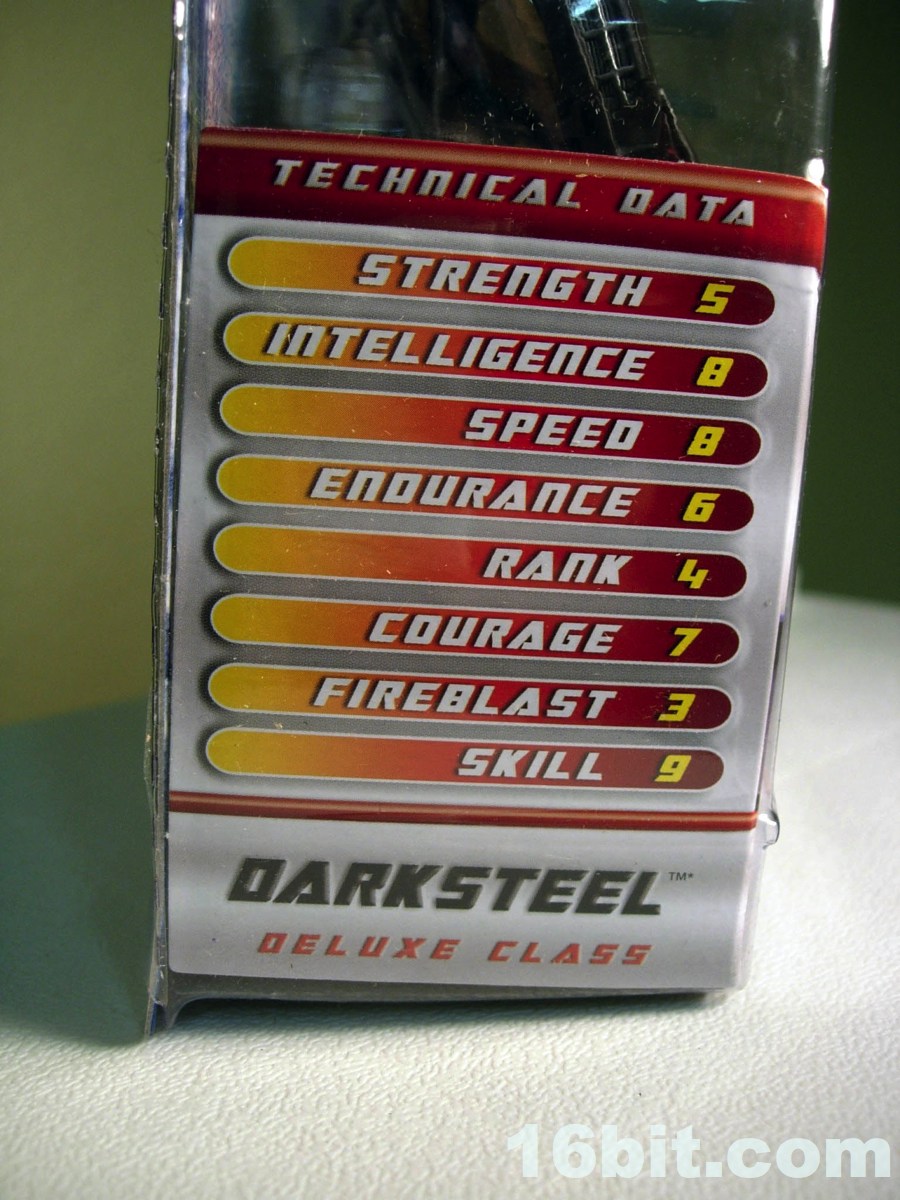 TECHNICAL DATA
STRENGTH 5
INTELLIGENCE 8
SPEED 8
ENDURANCE 6
RANK 4
COURAGE 7
FIREBLAST 3
SKILL 9
DARKSTEEL™*
DELUXE CLASS
16bit.com